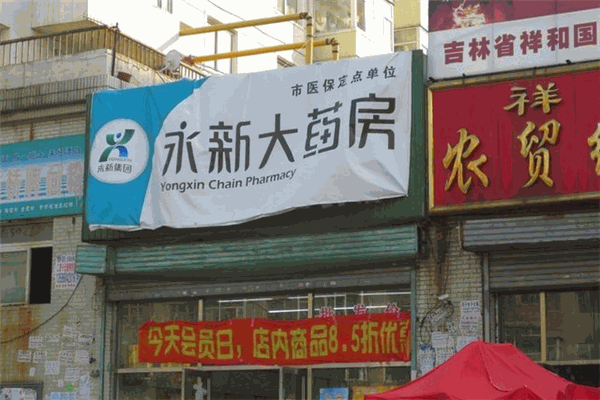 市医保定点单位
永新大药房
Yongxin Chain Pharmacy
永新集团
吉林省祥和国
祥
农贸
今天会员日，店内商品8.5折优